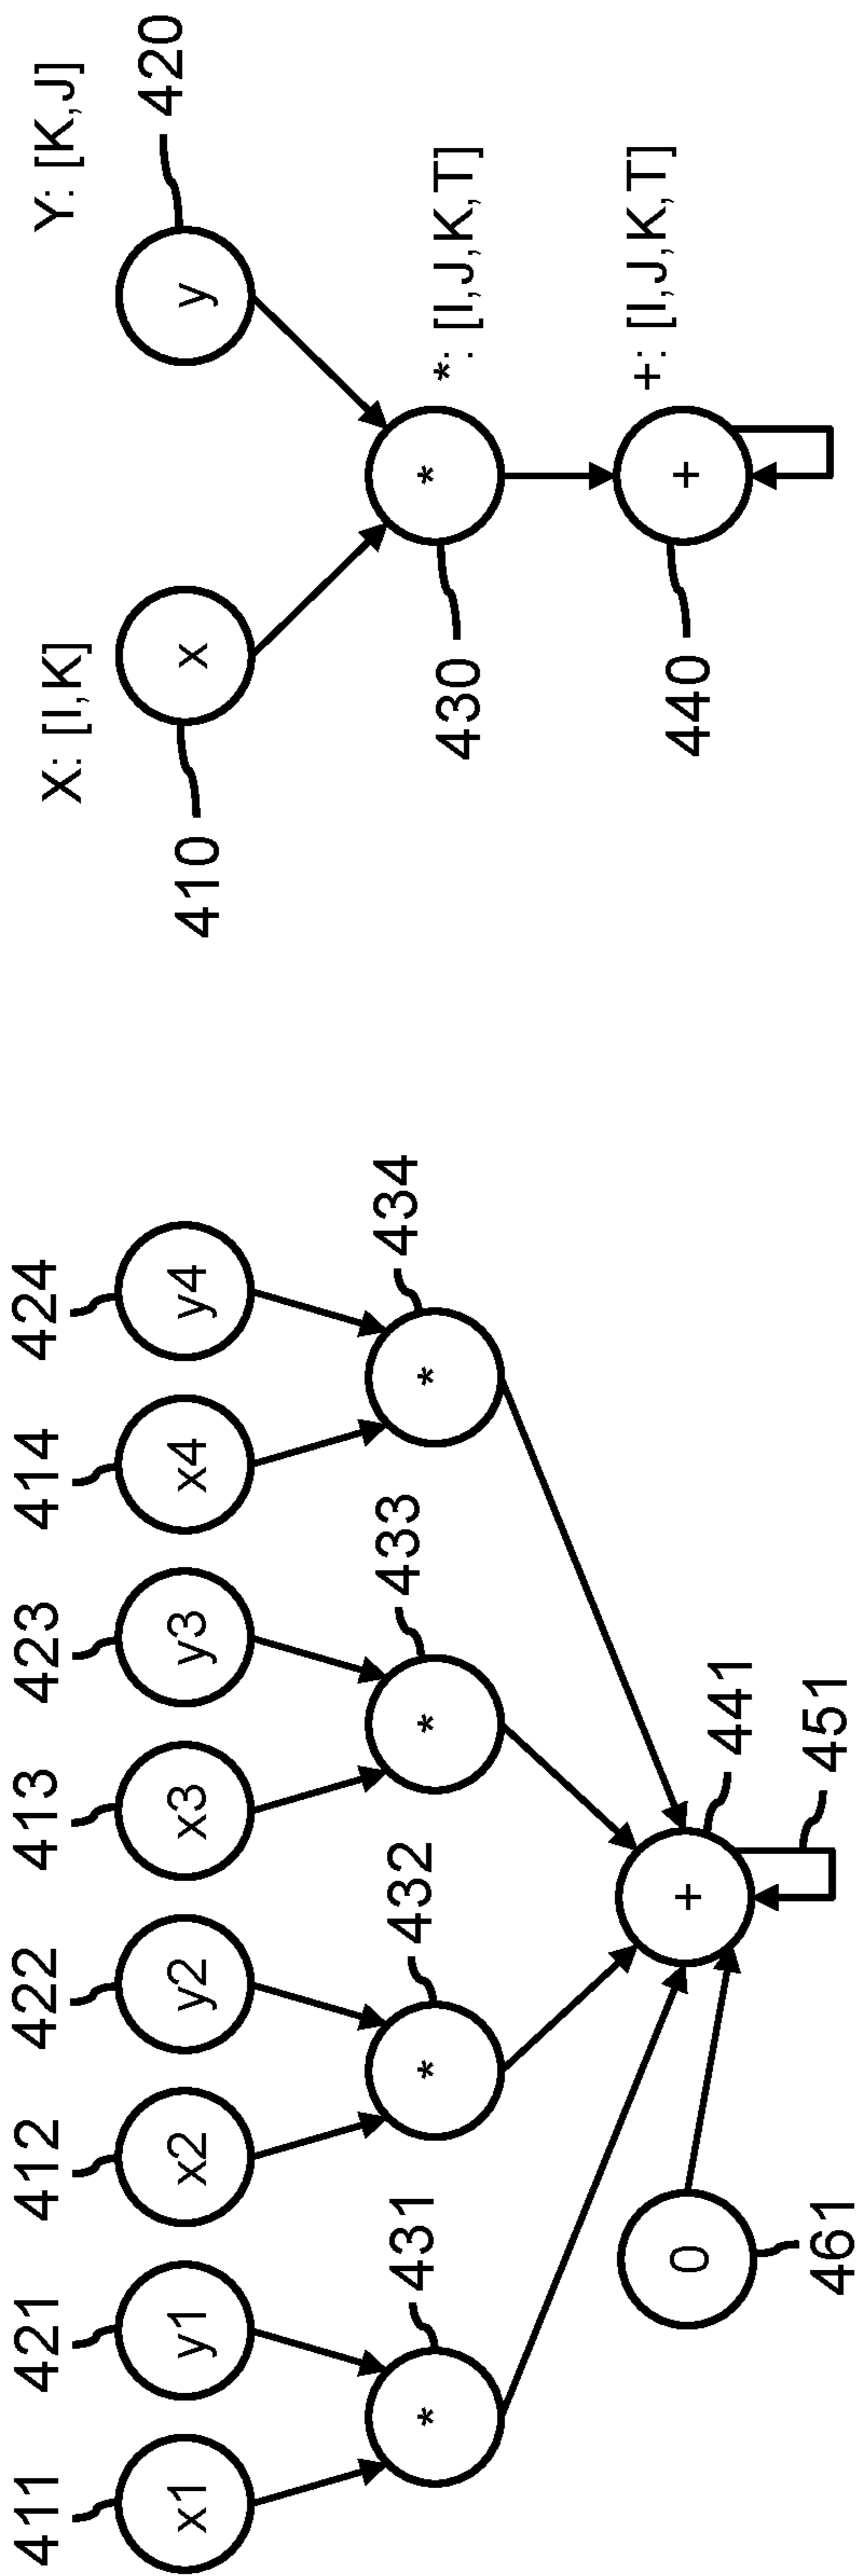 411 421 412 422 413 423 414 424
x1 y1 x2 y2 x3 y3 x4 y4
431 432 433 434
* * * *
0 +
461 441
451
X: [I,K] Y: [K,J]
x y
410 420
*
*: [I,J,K,T]
430
+
+: [I,J,K,T]
440